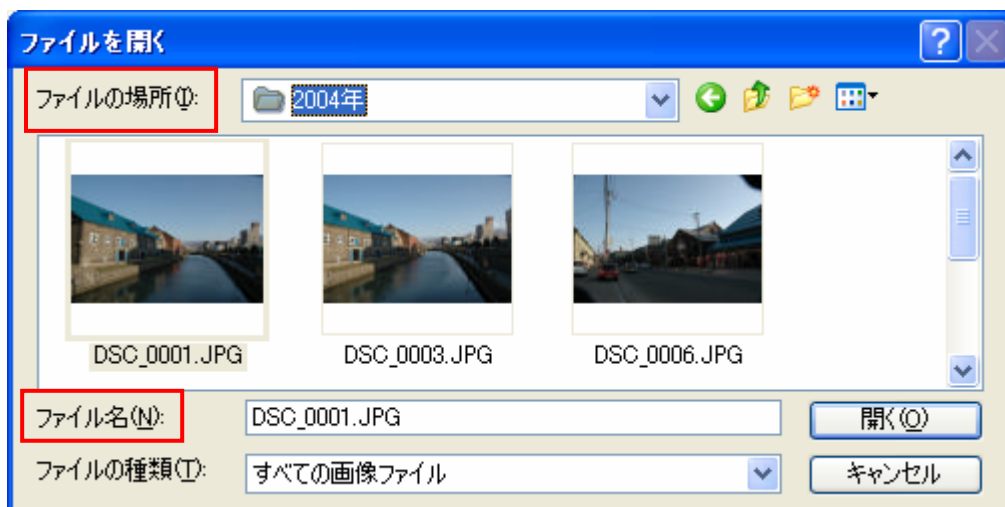 ファイルを開く
ファイルの場所(I):
2004年
DSC_0001.JPG
DSC_0003.JPG
DSC_0006.JPG
ファイル名(N):
DSC_0001.JPG
開く(O)
ファイルの種類(T):
すべての画像ファイル
キャンセル